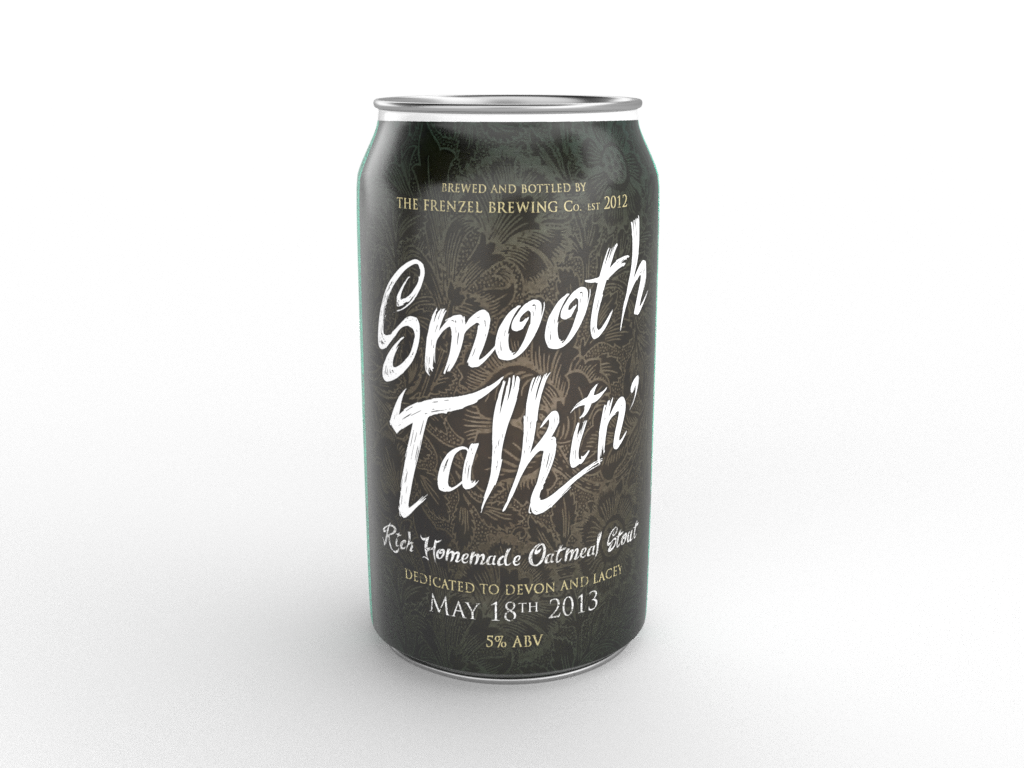 BREWED AND BOTTLED BY
THE FRENZEL BREWING Co. EST 2012
Smooth
Talkin'
Rich Homemade Oatmeal Stout
DEDICATED TO DEVON AND LACEY
MAY 18TH 2013
5% ABV